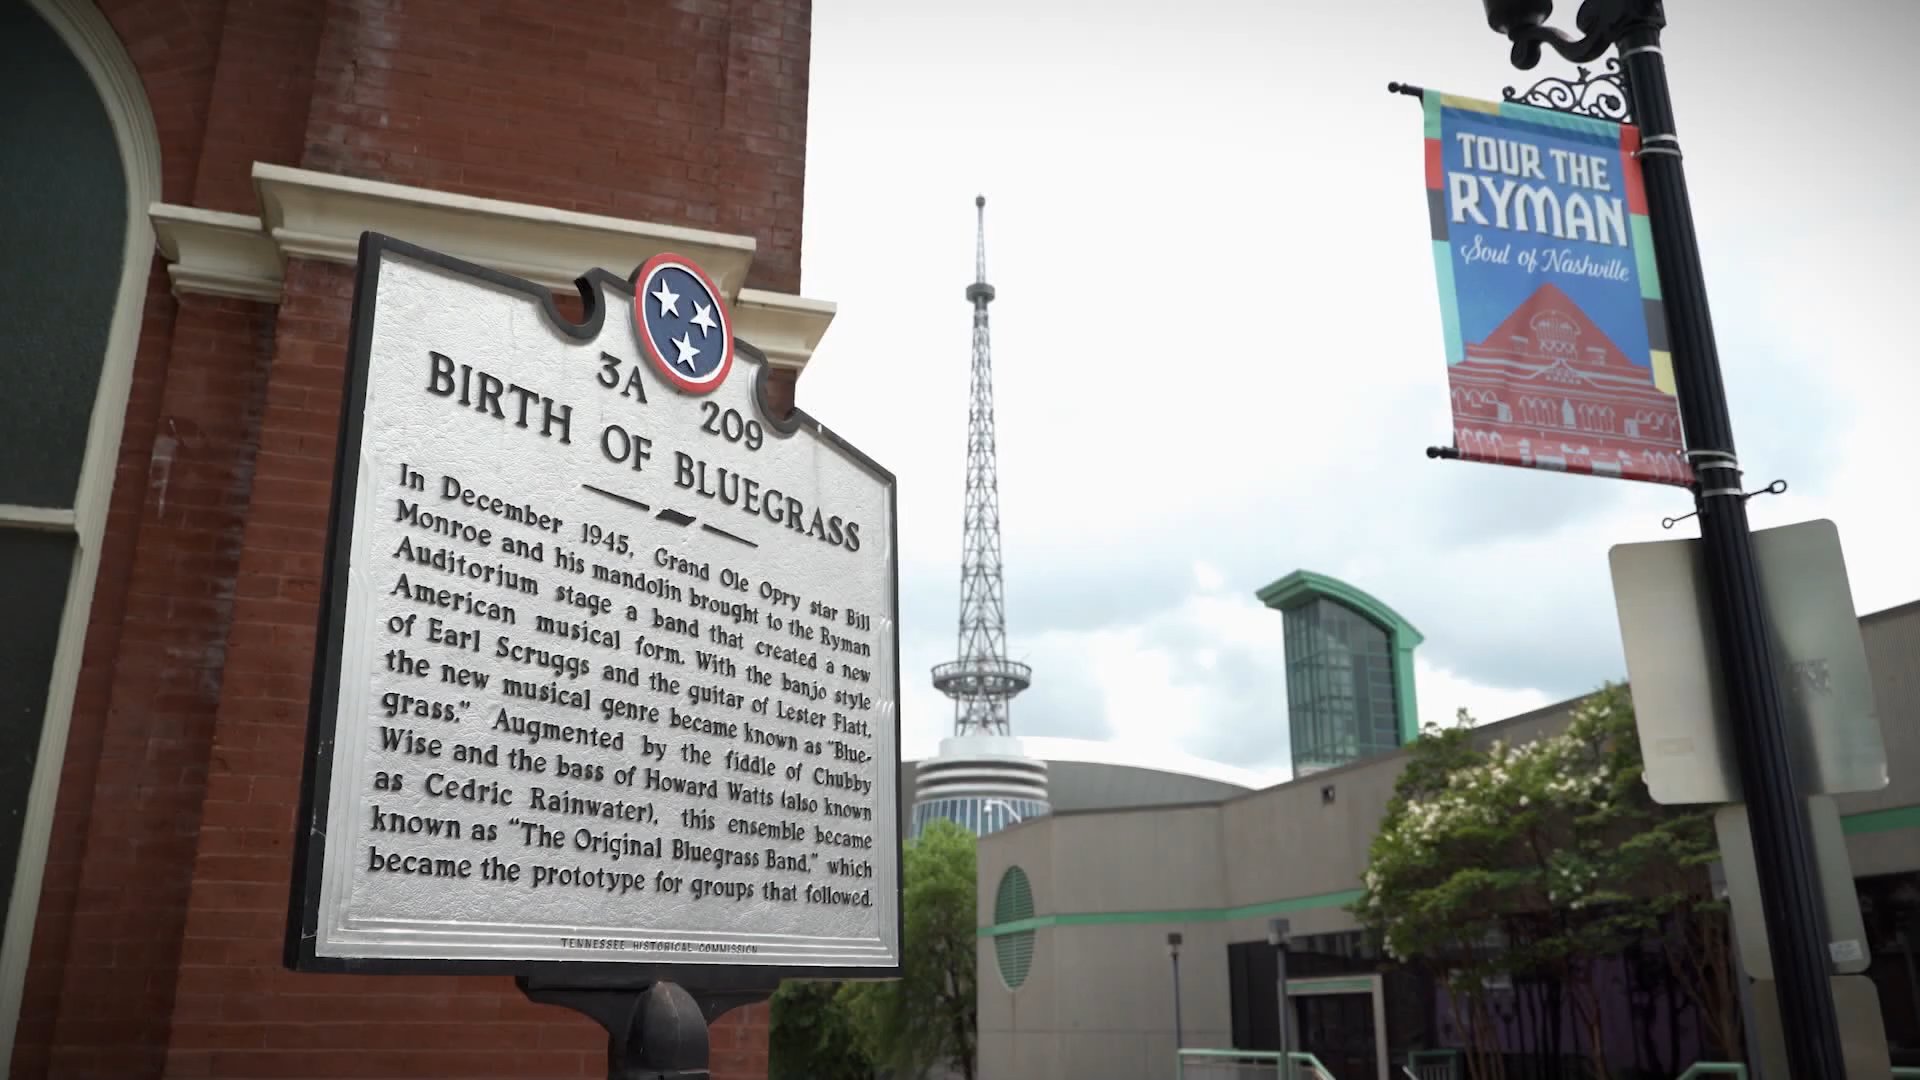 3A 209
BIRTH OF BLUEGRASS
In December 1945, Grand Ole Opry star Bill
Monroe and his mandolin brought to the Ryman
Auditorium stage a band that created a new
American musical form. With the banjo style
of Earl Scruggs and the guitar of Lester Flatt,
the new musical genre became known as "Blue-
grass." Augmented by the fiddle of Chubby
Wise and the bass of Howard Watts (also known
as Cedric Rainwater), this ensemble became
known as "The Original Bluegrass Band," which
became the prototype for groups that followed.
TENNESSEE HISTORICAL COMMISSION
TOUR THE
RYMAN
Soul of Nashville